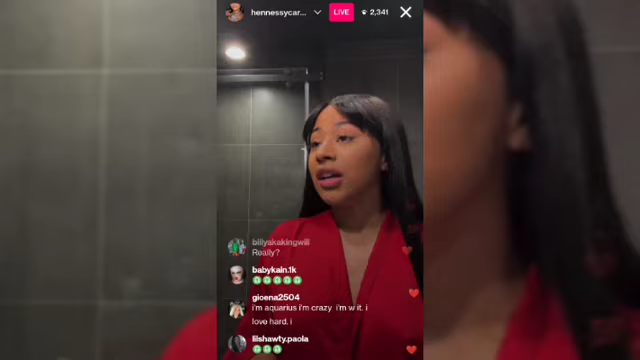 hennessycar...
LIVE
2,341
billyakakingwill
Really?
babykain.1k
gioena2504
i'm aquarius i'm crazy i'm w it. i
love hard. i
lilshawty.paola